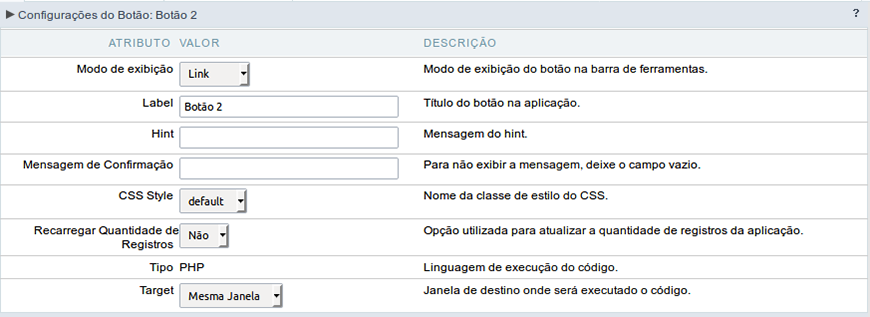 Configurações do Botão: Botão 2 ?
ATRIBUTO VALOR DESCRIÇÃO
Modo de exibição Link Modo de exibição do botão na barra de ferramentas.
Label Botão 2 Título do botão na aplicação.
Hint Mensagem do hint.
Mensagem de Confirmação Para não exibir a mensagem, deixe o campo vazio.
CSS Style default Nome da classe de estilo do CSS.
Recarregar Quantidade de Não Opção utilizada para atualizar a quantidade de registros da aplicação.
Registros
Tipo PHP Linguagem de execução do código.
Target Mesma Janela Janela de destino onde será executado o código.